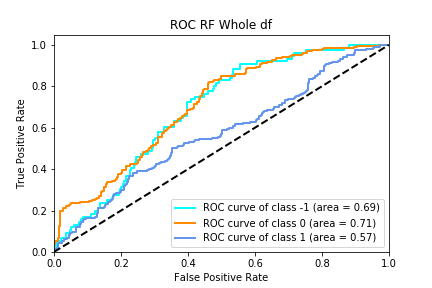 ROC RF Whole df
True Positive Rate
1.0
0.8
0.6
0.4
0.2
0.0
ROC curve of class -1 (area = 0.69)
ROC curve of class 0 (area = 0.71)
ROC curve of class 1 (area = 0.57)
0.0 0.2 0.4 0.6 0.8 1.0
False Positive Rate